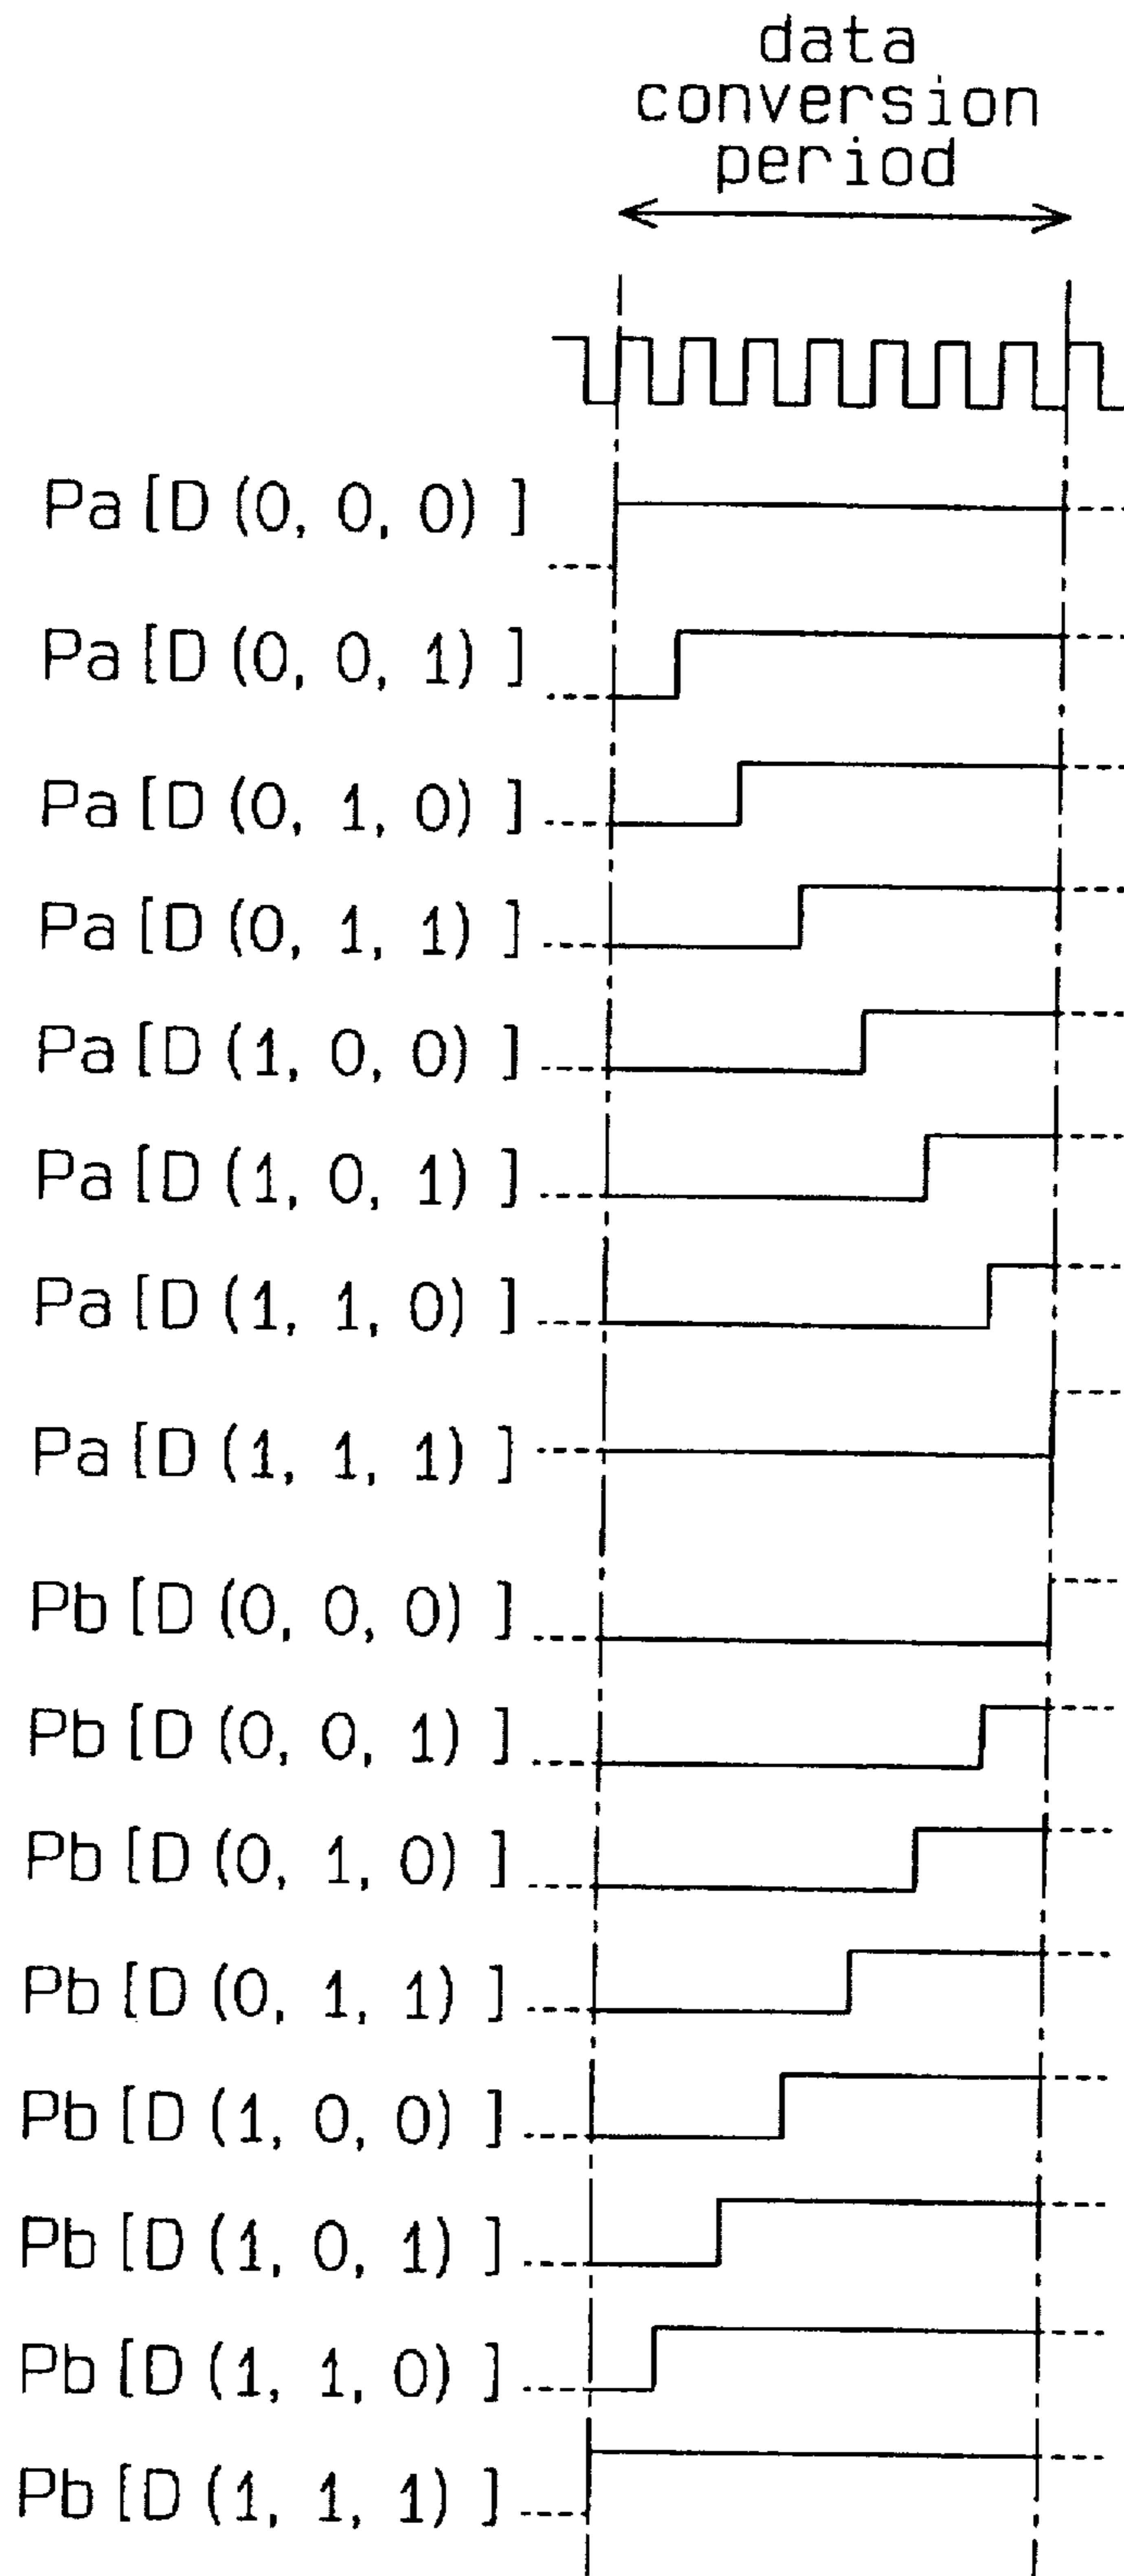 data
conversion
period
Pa [D (0, 0, 0) ]
Pa [D (0, 0, 1) ]
Pa [D (0, 1, 0) ]
Pa [D (0, 1, 1) ]
Pa [D (1, 0, 0) ]
Pa [D (1, 0, 1) ]
Pa [D (1, 1, 0) ]
Pa [D (1, 1, 1) ]
Pb [D (0, 0, 0) ]
Pb [D (0, 0, 1) ]
Pb [D (0, 1, 0) ]
Pb [D (0, 1, 1) ]
Pb [D (1, 0, 0) ]
Pb [D (1, 0, 1) ]
Pb [D (1, 1, 0) ]
Pb [D (1, 1, 1) ]